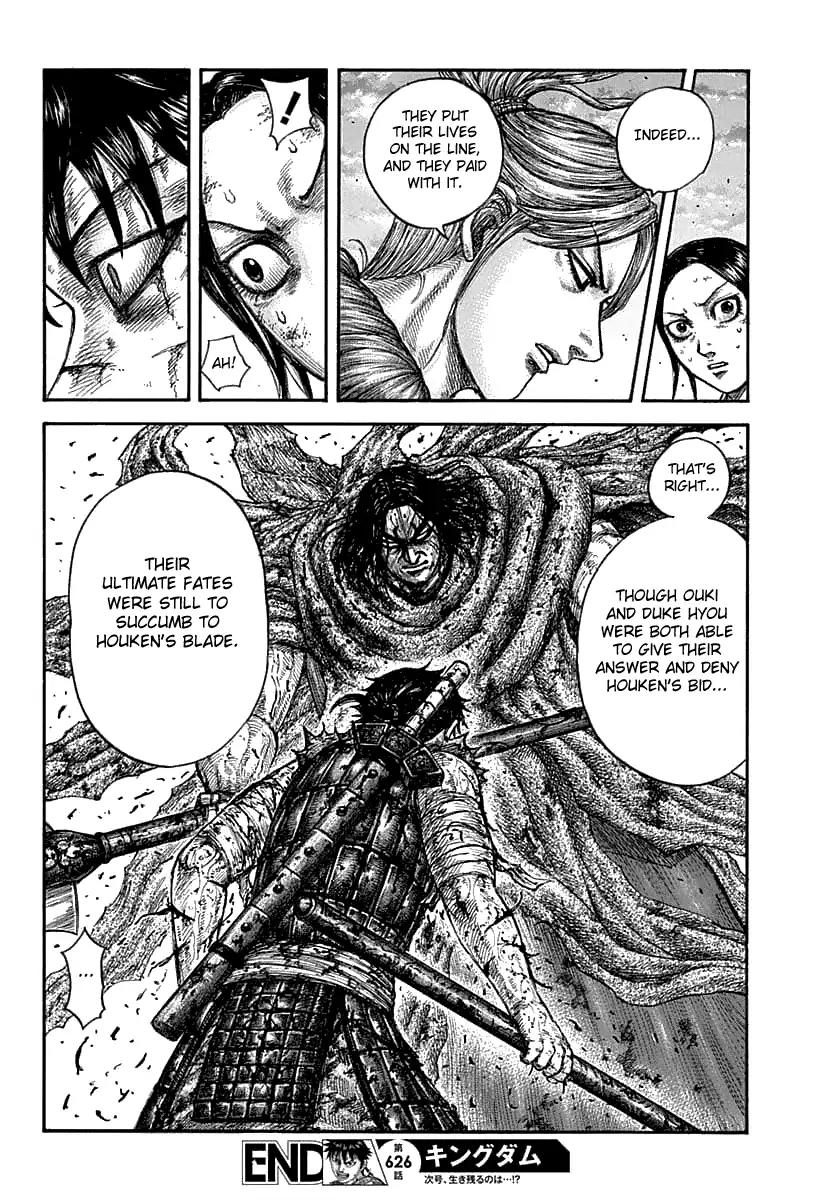 INDEED...
THEY PUT
THEIR LIVES
ON THE LINE,
AND THEY PAID
WITH IT.
!
AH!
THAT'S
RIGHT...
THOUGH OUKI
AND DUKE HYOU
WERE BOTH ABLE
TO GIVE THEIR
ANSWER AND DENY
HOUKEN'S BID...
THEIR
ULTIMATE FATES
WERE STILL TO
SUCCUMB TO
HOUKEN'S BLADE.
...
END
第
626
話
キングダム
次号、生き残るのは…!?